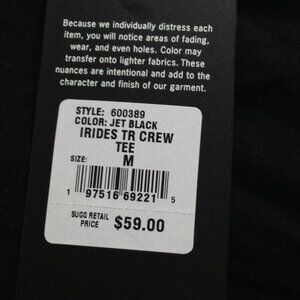 Because we individually distress each
item, you will notice areas of fading,
wear, and even holes. Color may
transfer onto lighter fabrics. These
nuances are intentional and add to the
character and finish of our garment.
STYLE: 600389
COLOR: JET BLACK
IRIDES TR CREW
TEE
SIZE: M
1 97516 69221 5
SUGG RETAIL
PRICE $59.00